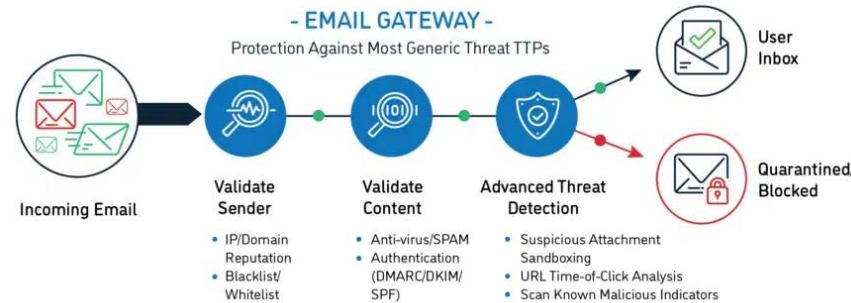 - EMAIL GATEWAY -
Protection Against Most Generic Threat TTPs
Incoming Email
Validate
Sender
• IP/Domain
Reputation
• Blacklist/
Whitelist
101
Validate
Content
• Anti-virus/SPAM
• Authentication
(DMARC/DKIM/
SPF)
Advanced Threat
Detection
• Suspicious Attachment
Sandboxing
• URL Time-of-Click Analysis
• Scan Known Malicious Indicators
User
Inbox
Quarantined,
Blocked